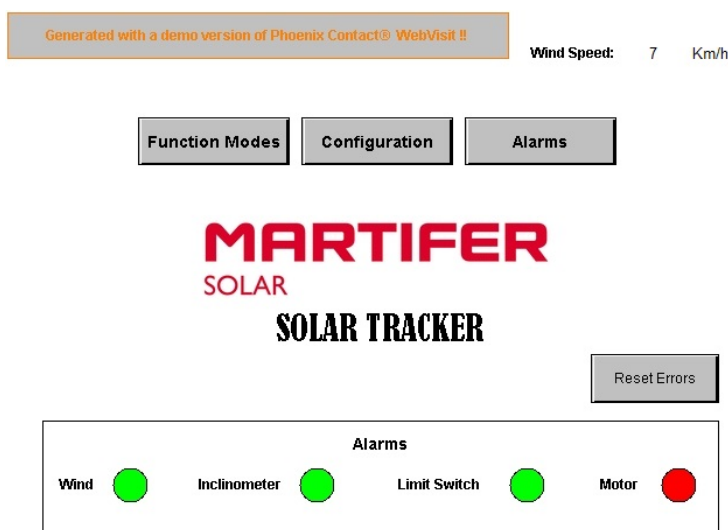 Generated with a demo version of Phoenix Contact® WebVisit !!
Wind Speed: 7 Km/h
Function Modes Configuration Alarms
MARTIFER
SOLAR
SOLAR TRACKER
Reset Errors
Alarms
Wind Inclinometer Limit Switch Motor